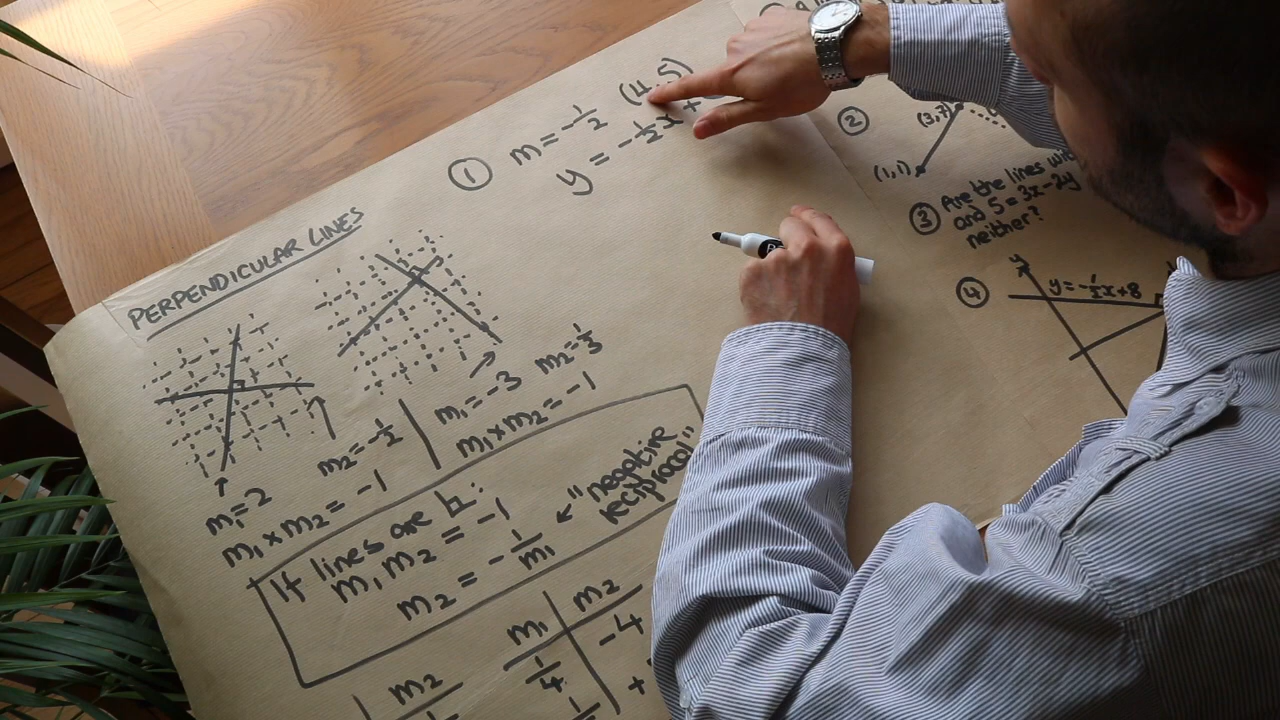 PERPENDICULAR LINES
m₁=2
m₂=-½
m₁×m₂=-1
m₁=-3
m₂=⅓
m₁×m₂=-1
If lines are
m₁m₂=-1
m₂=-1/m₁
"negative
reciprocal"
m₂
m₁ m₂
¼ -4
+
① m=-½ (4,5)
y=-½x+
②
(3,7)
(1,1)
③ Are the lines
and 5=3x-2y
neither?
④
y
y=-½x+8